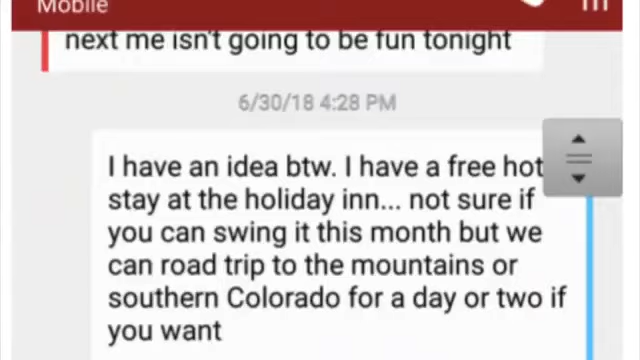 Mobile
next me isn't going to be fun tonight
6/30/18 4:28 PM
I have an idea btw. I have a free hot
stay at the holiday inn... not sure if
you can swing it this month but we
can road trip to the mountains or
southern Colorado for a day or two if
you want